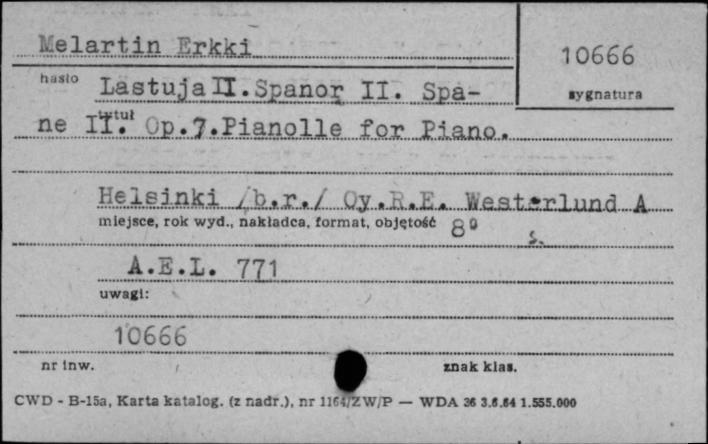 Melartin Erkki
10666
hasło
Lastuja II. Spanor II. Spä-
sygnatura
tytuł
ne II. Op.7.Pianolle for Piano.
Helsinki /b.r./ Oy.R.E. Westerlund A
miejsce, rok wyd., nakładca, format, objętość 8º s.
A.E.L. 771
uwagi:
10666
nr inw.
znak klas.
CWD - B-15a, Karta katalog. (z nadr.), nr 1164/ZW/P — WDA 36 3.6.64 1.555.000